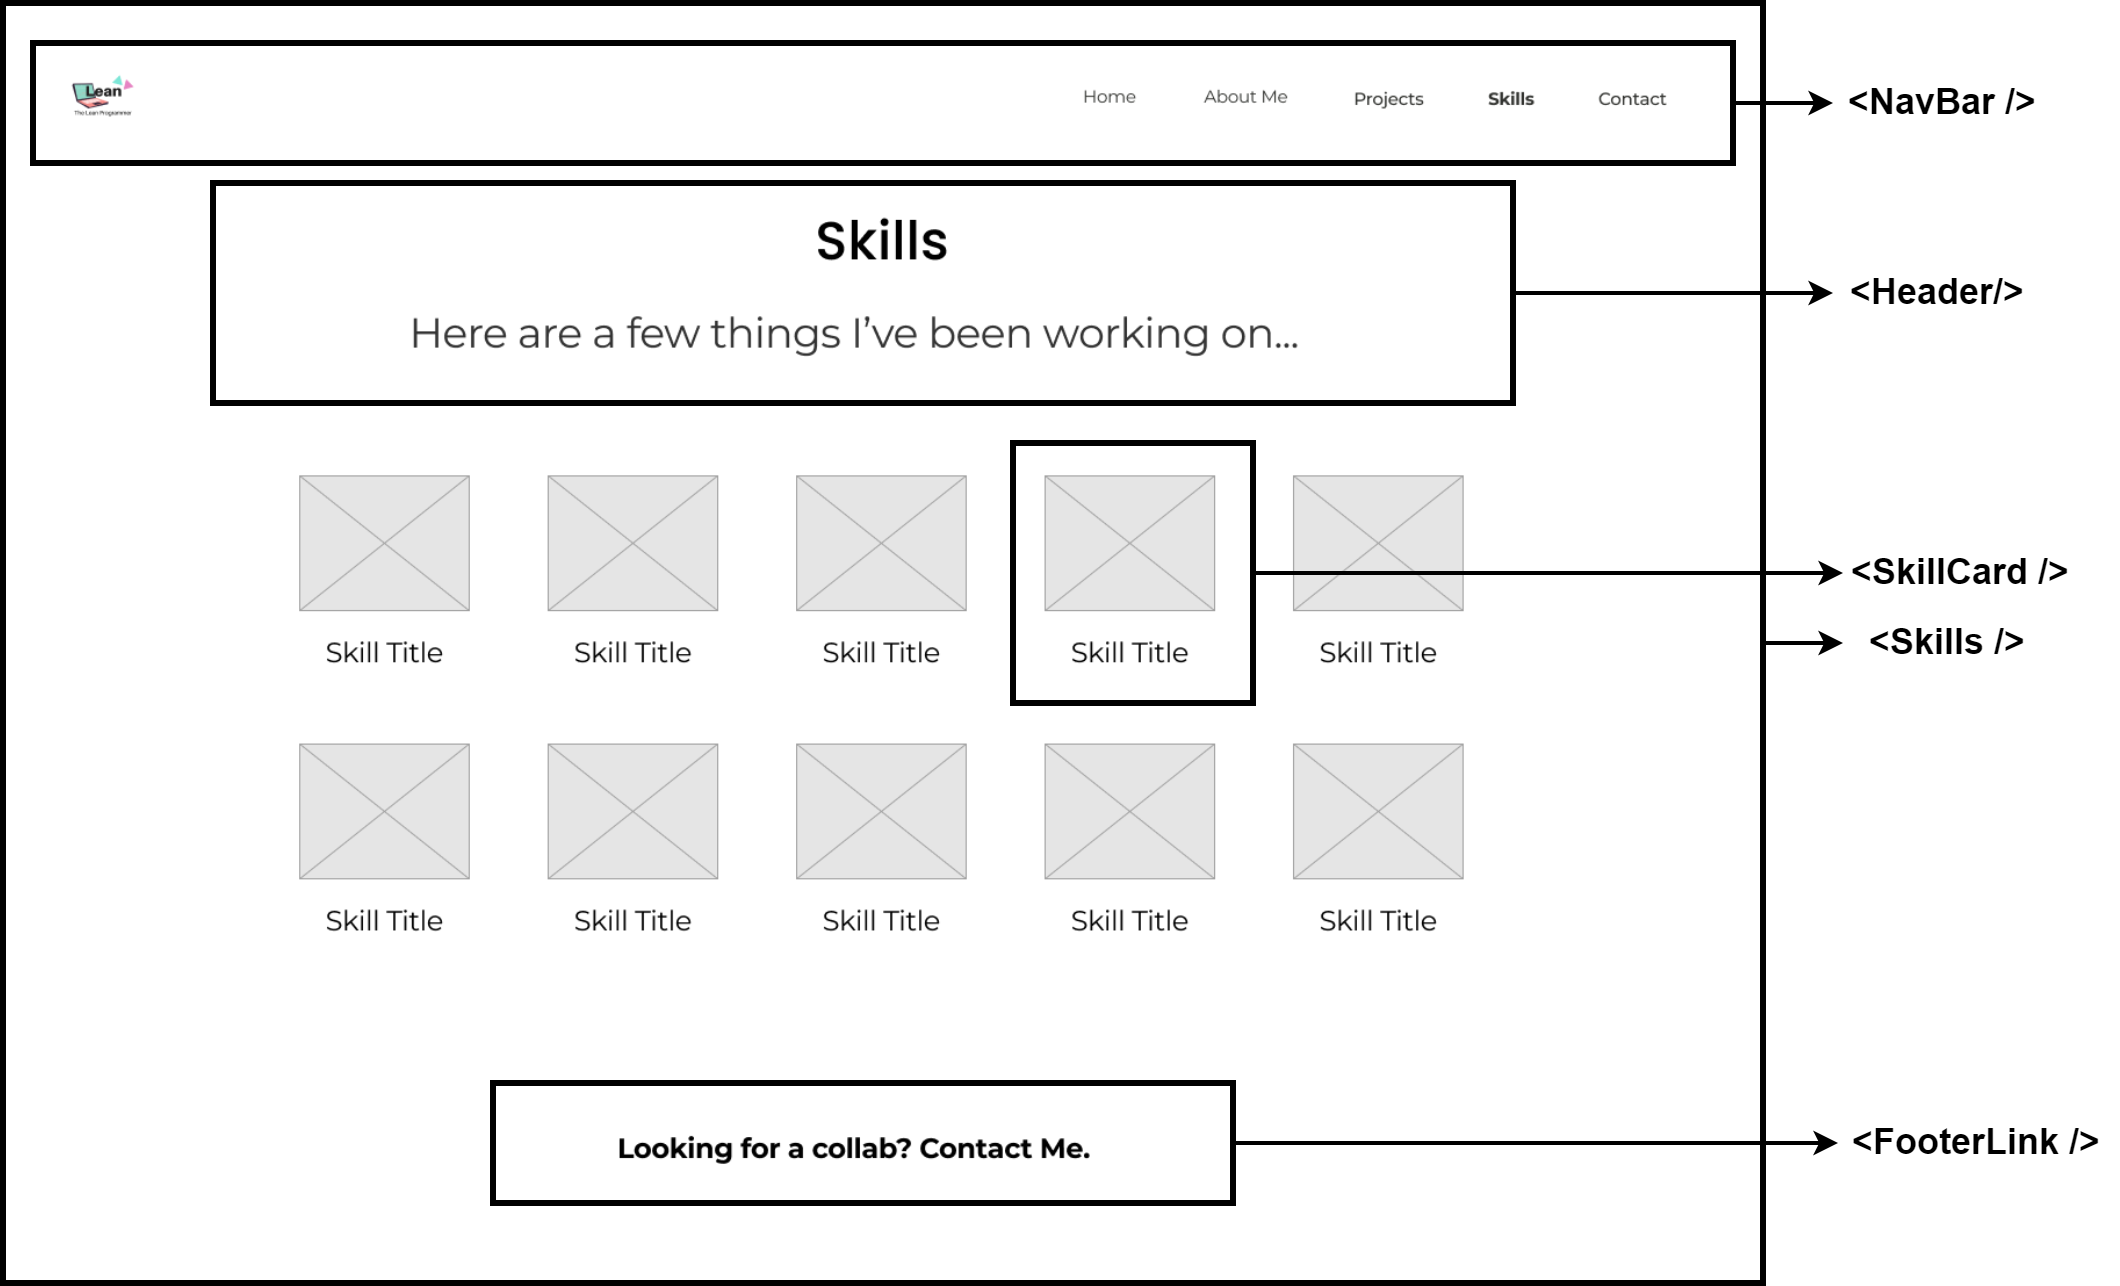 Lean
The Lean Programmer
Home About Me Projects Skills Contact
<NavBar />
Skills
Here are a few things I’ve been working on...
<Header/>
Skill Title Skill Title Skill Title Skill Title Skill Title
<SkillCard />
<Skills />
Skill Title Skill Title Skill Title Skill Title Skill Title
Looking for a collab? Contact Me.
<FooterLink />